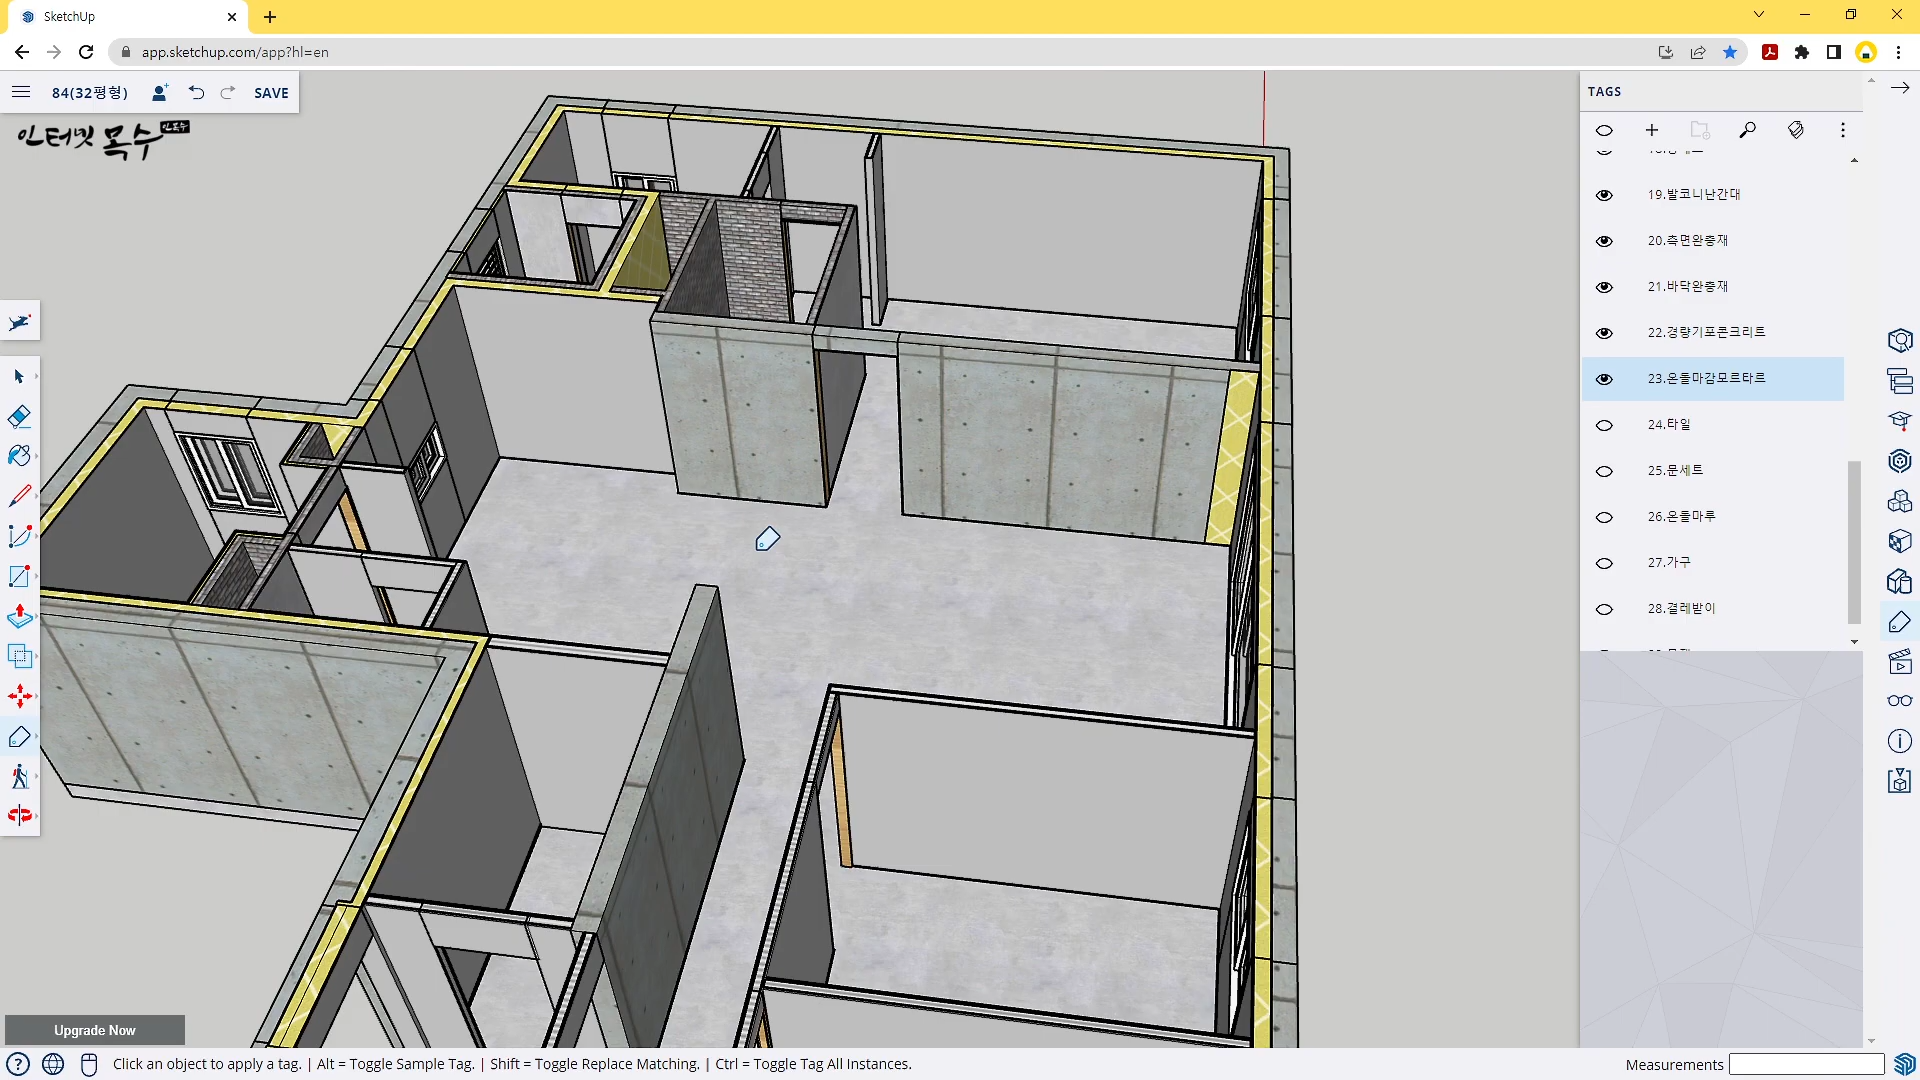 SketchUp
app.sketchup.com/app?hl=en
84(32평형)
SAVE
인터넷 목수
TAGS
19.발코니난간대
20.측면완충재
21.바닥완충재
22.경량기포콘크리트
23.온돌마감모르타르
24.타일
25.문세트
26.온돌마루
27.가구
28.걸레받이
Upgrade Now
Click an object to apply a tag. | Alt = Toggle Sample Tag. | Shift = Toggle Replace Matching. | Ctrl = Toggle Tag All Instances.
Measurements